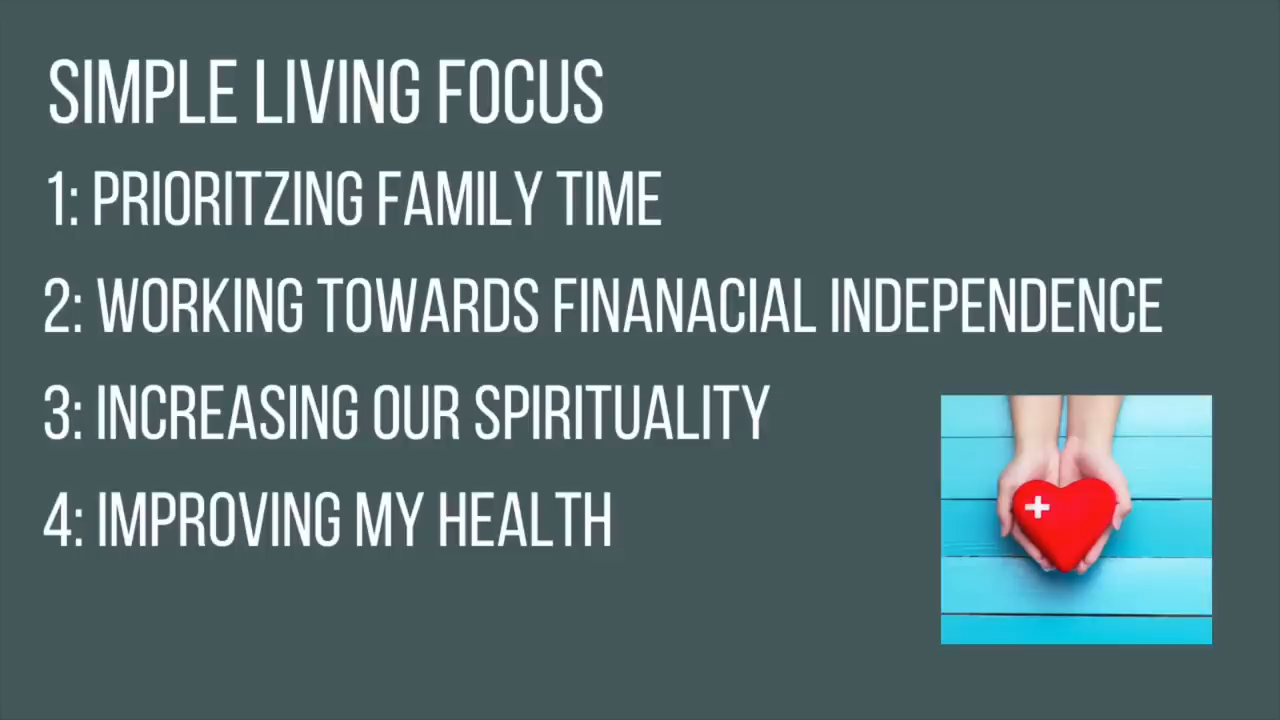 SIMPLE LIVING FOCUS
1: PRIORITZING FAMILY TIME
2: WORKING TOWARDS FINANACIAL INDEPENDENCE
3: INCREASING OUR SPIRITUALITY
4: IMPROVING MY HEALTH